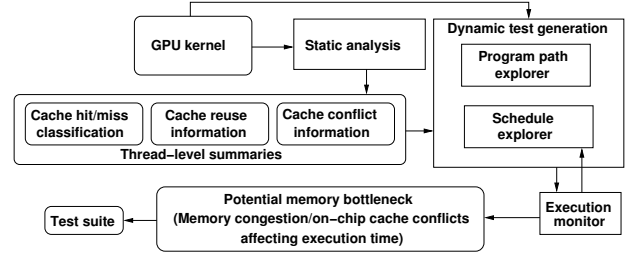 Dynamic test generation
GPU kernel
Static analysis
Program path
explorer
Cache hit/miss
classification
Cache reuse
information
Cache conflict
information
Thread-level summaries
Schedule
explorer
Potential memory bottleneck
(Memory congestion/on-chip cache conflicts
affecting execution time)
Test suite
Execution
monitor